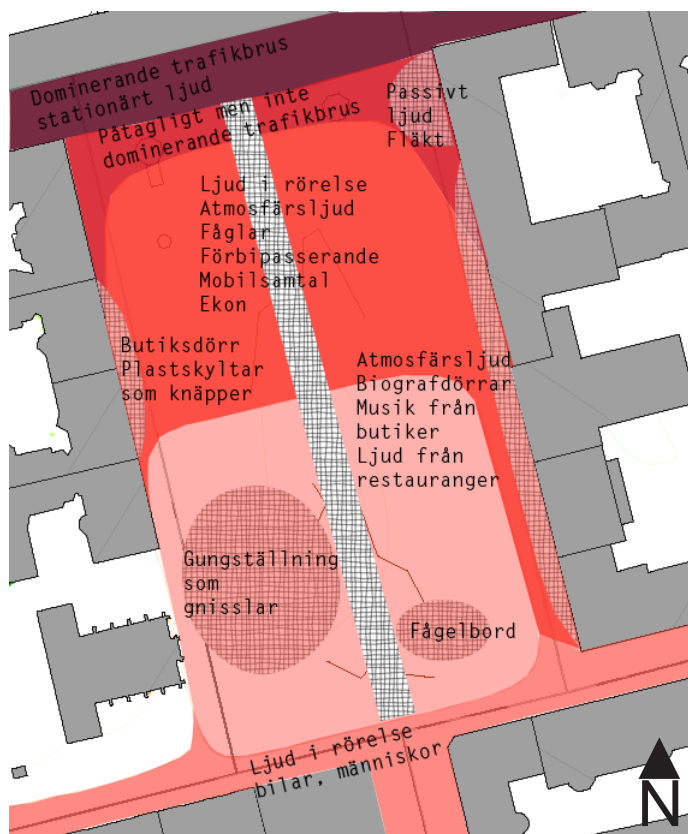 Dominerande trafikbrus
stationärt ljud
Påtagligt men inte
dominerande trafikbrus
Passivt
ljud
Fläkt
Ljud i rörelse
Atmosfärsljud
Fåglar
Förbipasserande
Mobilsamtal
Ekon
Butiksdörr
Plastskyltar
som knäpper
Atmosfärsljud
Biografdörrar
Musik från
butiker
Ljud från
restauranger
Gungställning
som
gnisslar
Fågelbord
Ljud i rörelse
bilar, människor
N